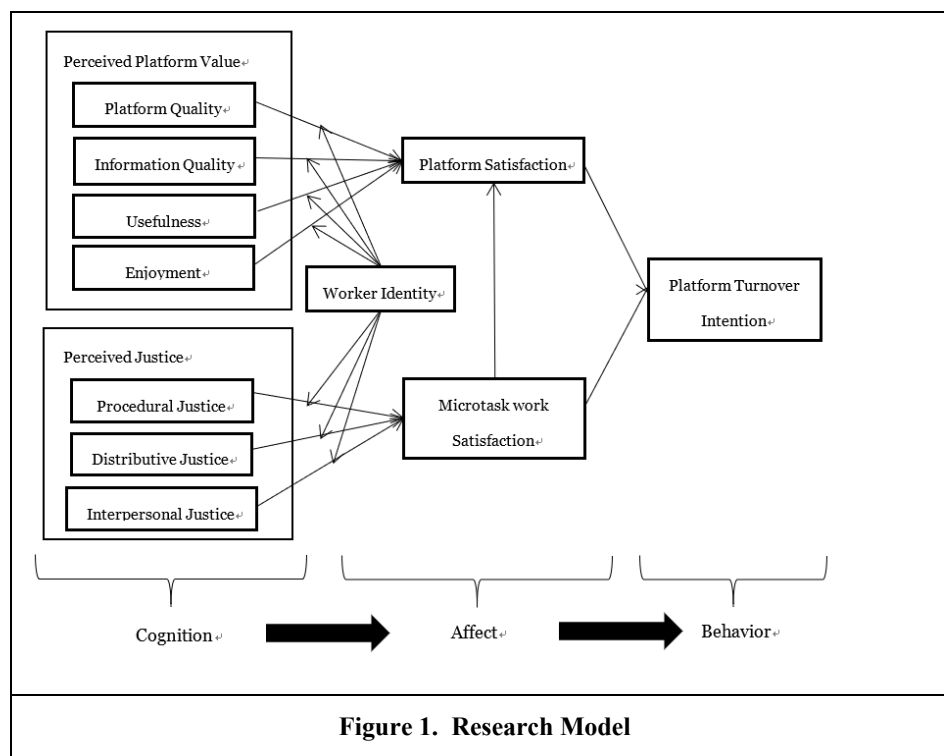 Perceived Platform Value↵
Platform Quality↵
Information Quality↵
Usefulness↵
Enjoyment↵
Platform Satisfaction↵
Worker Identity↵
Platform Turnover
Intention↵
Perceived Justice↵
Procedural Justice↵
Distributive Justice↵
Interpersonal Justice↵
Microtask work
Satisfaction↵
Cognition↵
Affect↵
Behavior↵
Figure 1. Research Model